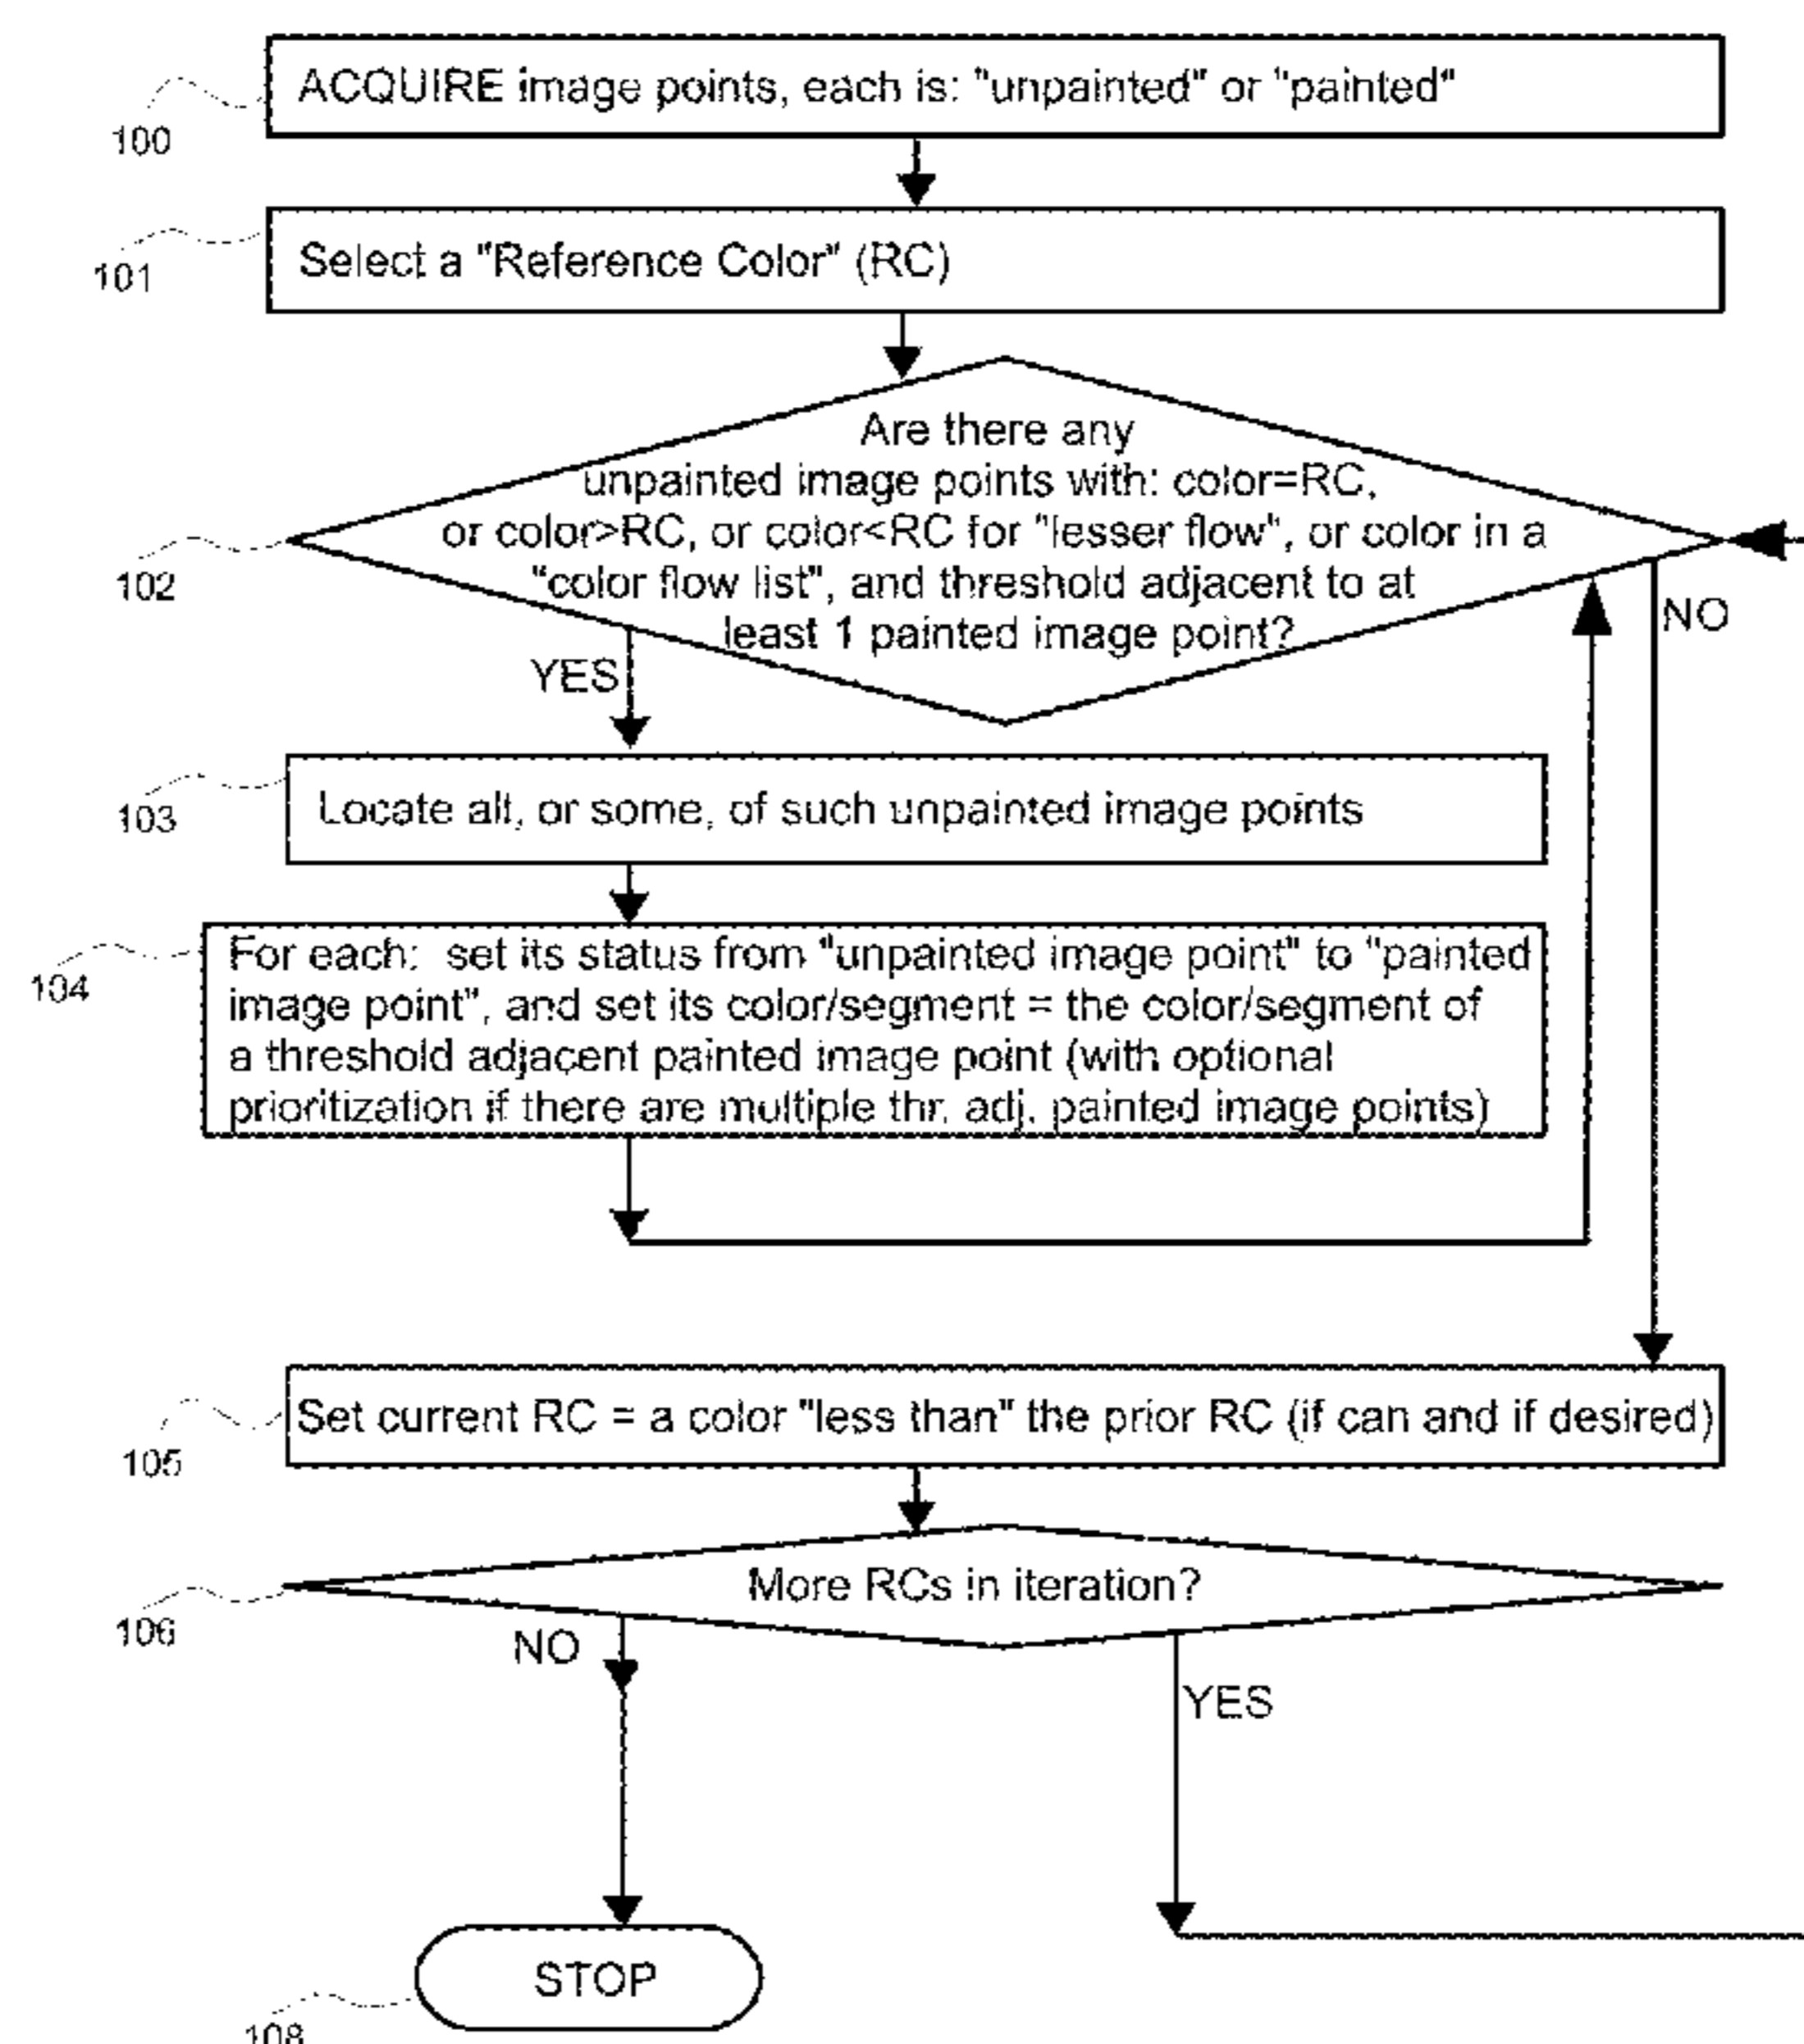 ACQUIRE image points, each is: "unpainted" or "painted"
100
Select a "Reference Color" (RC)
101
Are there any
unpainted image points with: color=RC,
or color>RC, or color<RC for "lesser flow", or color in a
"color flow list", and threshold adjacent to at
least 1 painted image point?
102
NO
YES
Locate all, or some, of such unpainted image points
103
For each: set its status from "unpainted image point" to "painted
image point", and set its color/segment = the color/segment of
a threshold adjacent painted image point (with optional
prioritization if there are multiple thr. adj. painted image points)
104
Set current RC = a color "less than" the prior RC (if can and if desired)
105
More RCs in iteration?
106
NO
YES
STOP
108